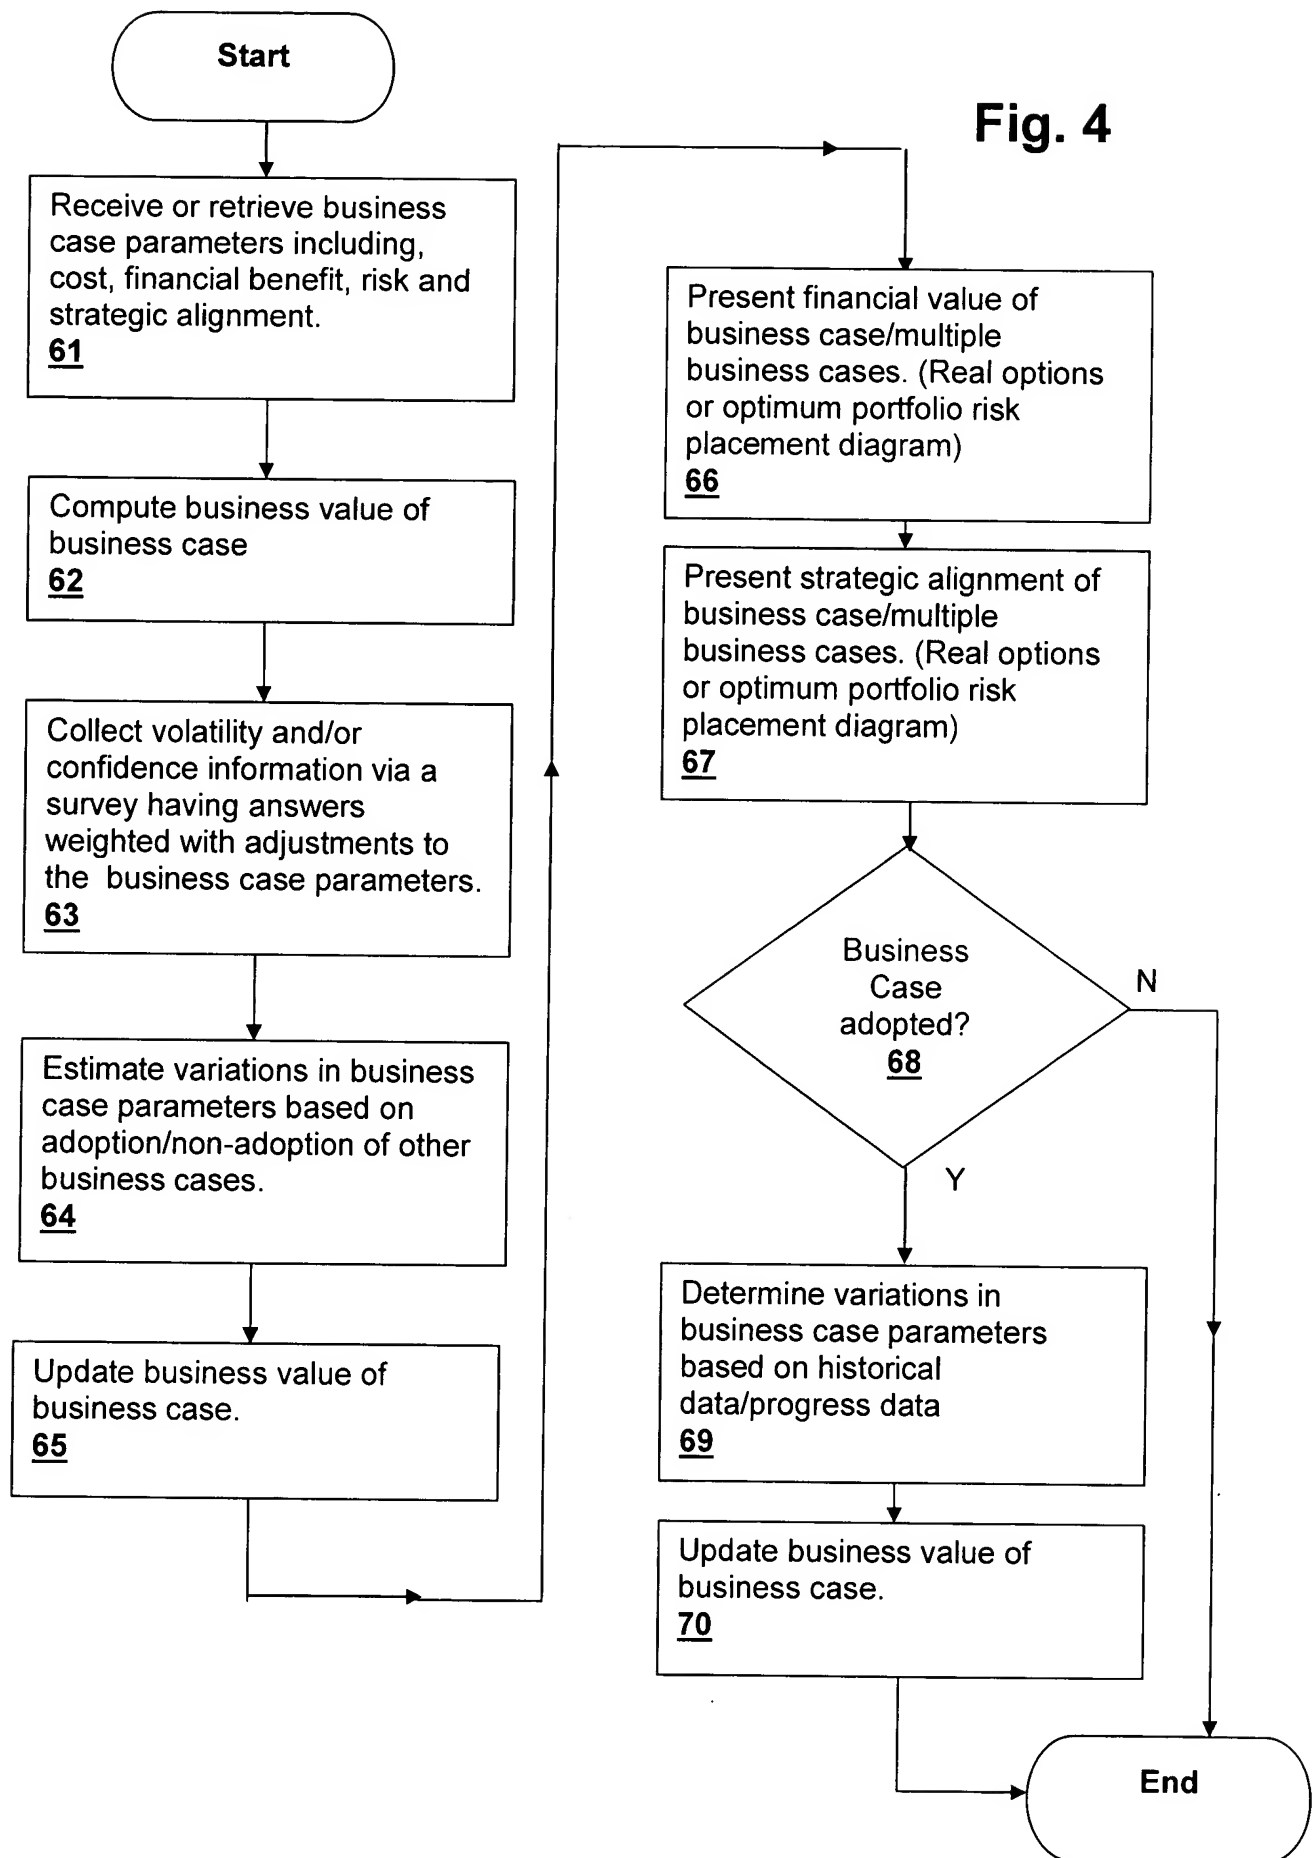 Start
Fig. 4
Receive or retrieve business
case parameters including,
cost, financial benefit, risk and
strategic alignment.
61
Compute business value of
business case
62
Collect volatility and/or
confidence information via a
survey having answers
weighted with adjustments to
the business case parameters.
63
Estimate variations in business
case parameters based on
adoption/non-adoption of other
business cases.
64
Update business value of
business case.
65
Present financial value of
business case/multiple
business cases. (Real options
or optimum portfolio risk
placement diagram)
66
Present strategic alignment of
business case/multiple
business cases. (Real options
or optimum portfolio risk
placement diagram)
67
Business
Case
adopted?
68
N
Y
Determine variations in
business case parameters
based on historical
data/progress data
69
Update business value of
business case.
70
End